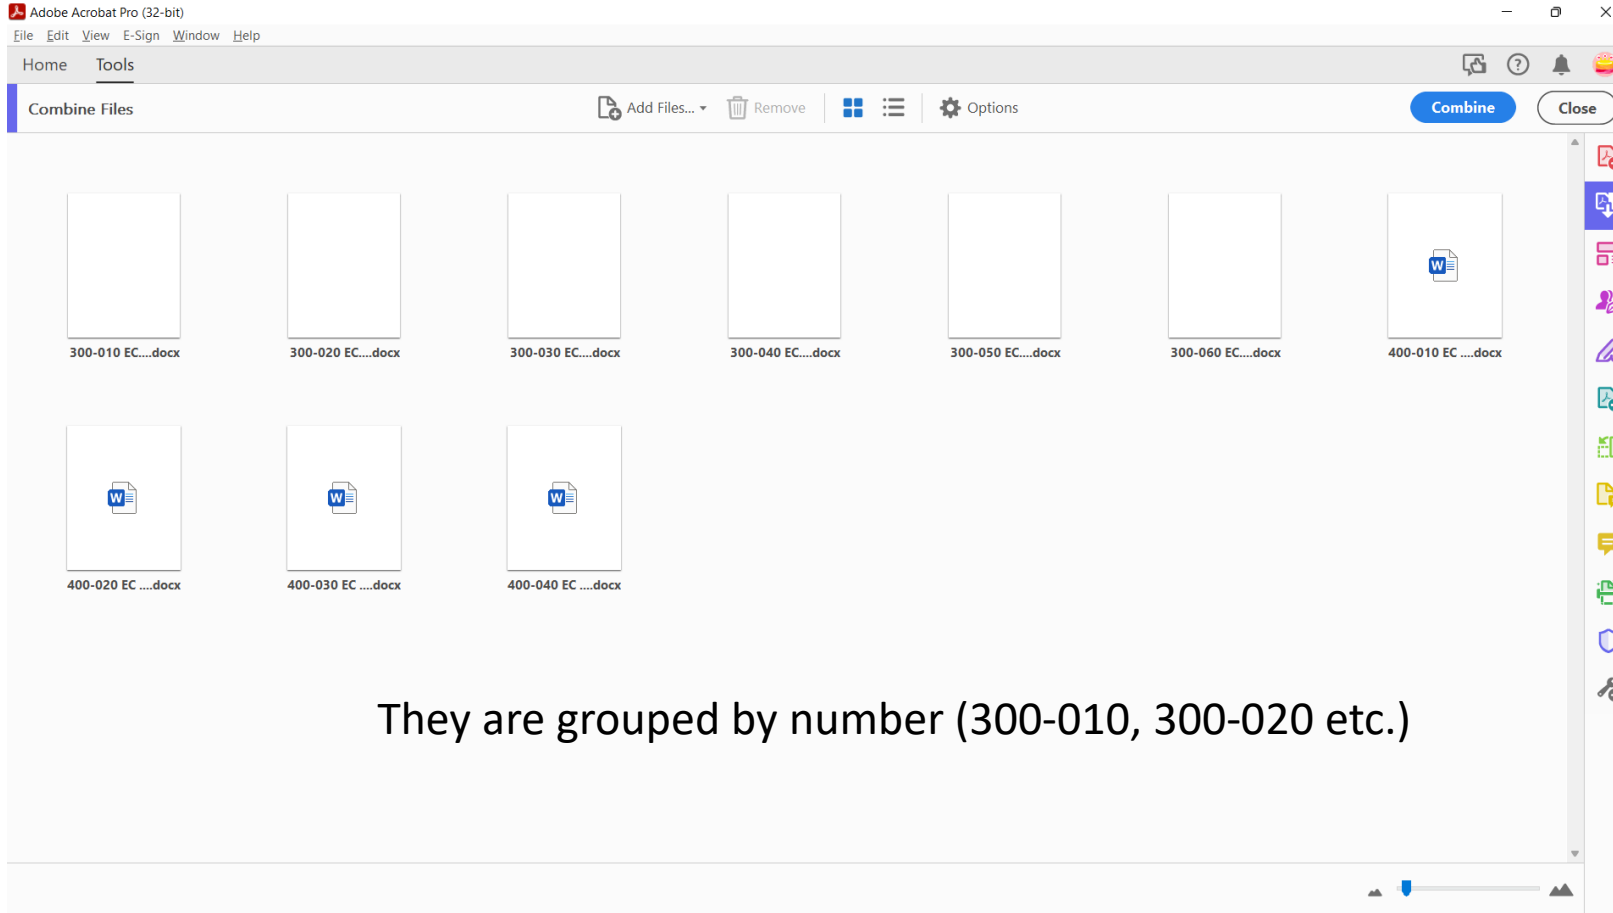 Adobe Acrobat Pro (32-bit)
File Edit View E-Sign Window Help
Home Tools
Combine Files Add Files... Remove Options Combine Close
300-010 EC....docx 300-020 EC....docx 300-030 EC....docx 300-040 EC....docx 300-050 EC....docx 300-060 EC....docx 400-010 EC ....docx
400-020 EC ....docx 400-030 EC ....docx 400-040 EC ....docx
They are grouped by number (300-010, 300-020 etc.)